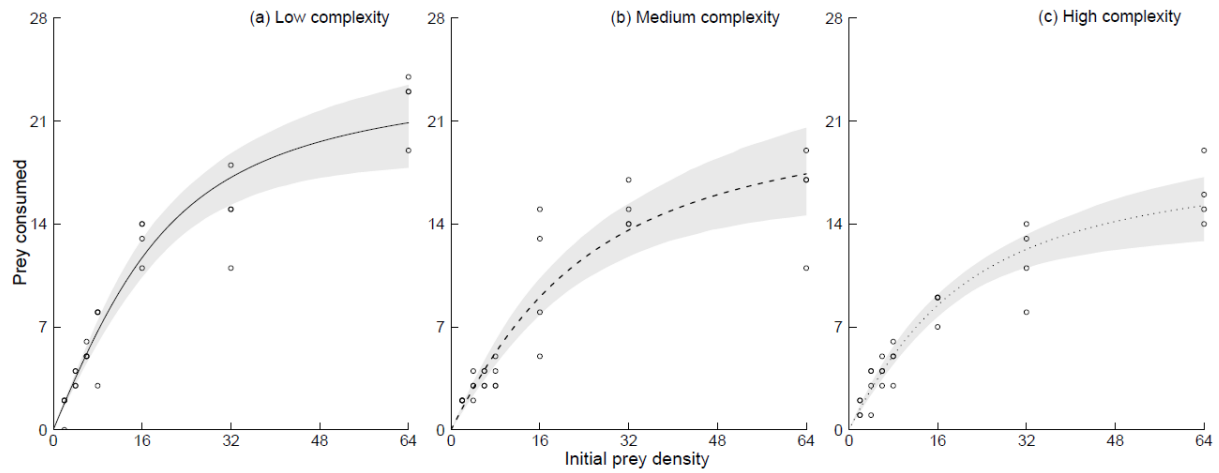 (a) Low complexity
(b) Medium complexity
(c) High complexity
28
21
14
7
0
Prey consumed
0 16 32 48 64
28
21
14
7
0
0 16 32 48 64
28
21
14
7
0
0 16 32 48 64
Initial prey density